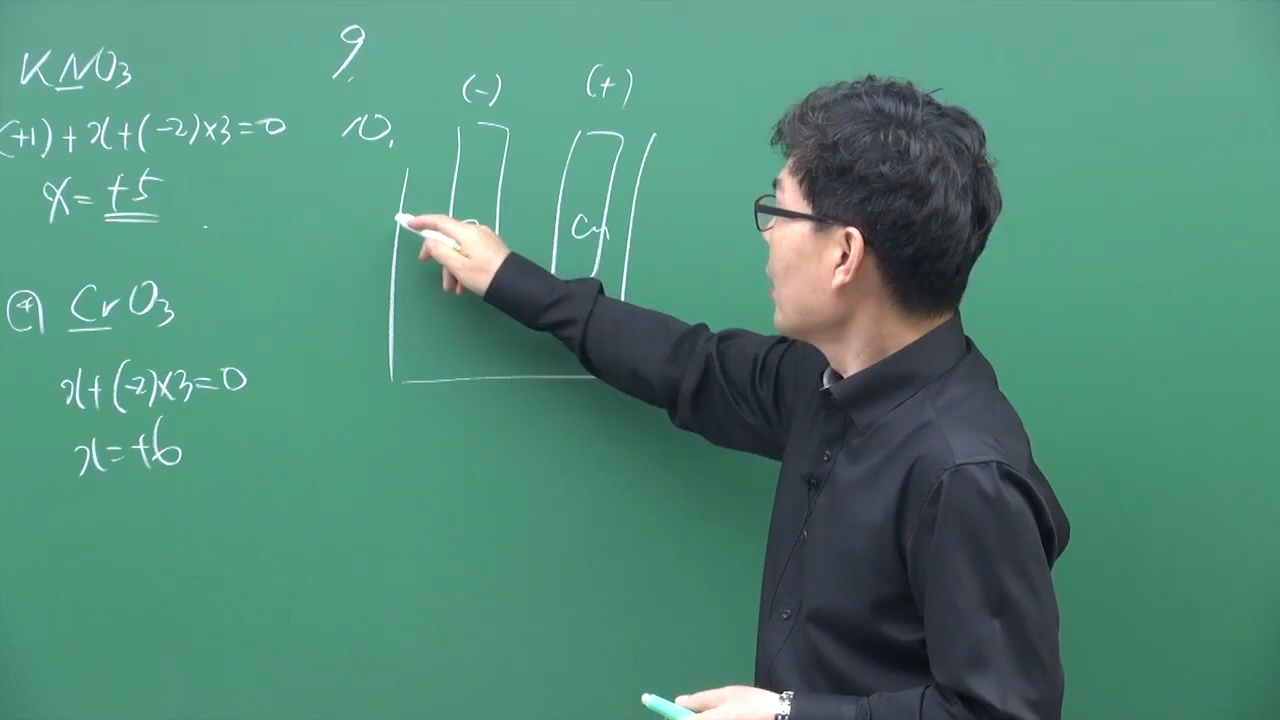 KNO3
(+1)+x+(-2)×3=0
x=+5
④ CrO3
x+(-2)×3=0
x=+6
9.
10.
(-) (+)
Cu